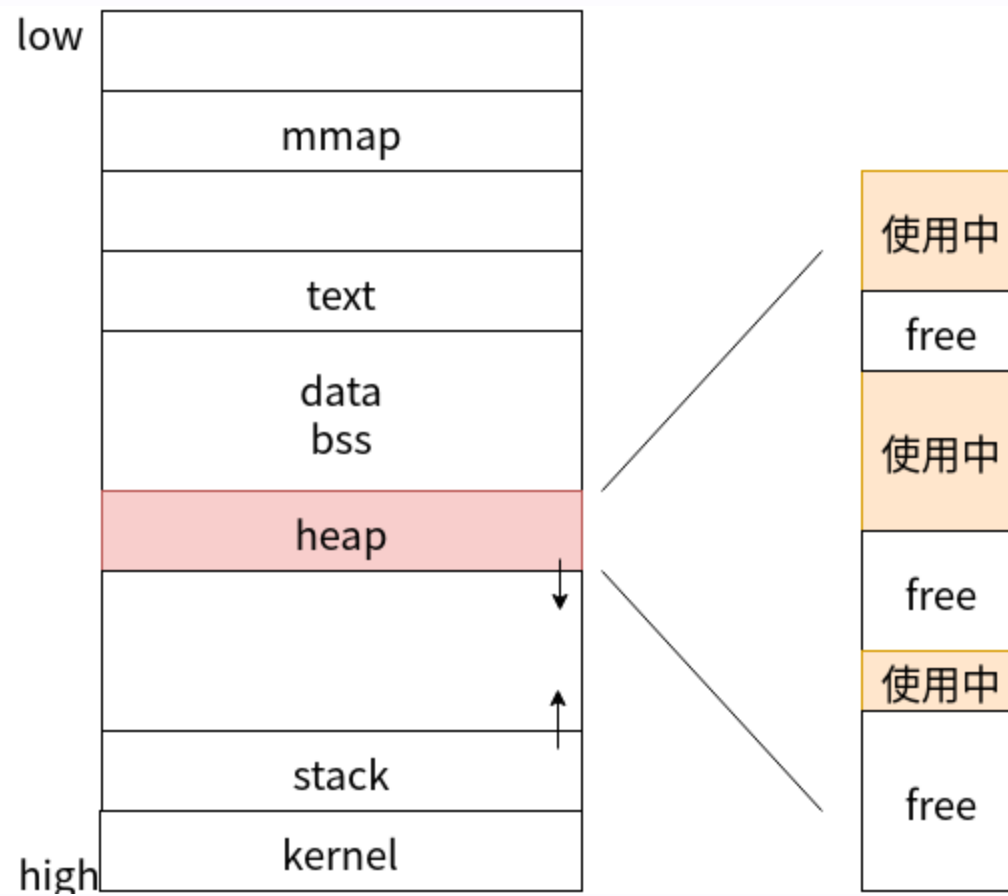 low
mmap
text
data
bss
heap
stack
kernel
high
使用中
free
使用中
free
使用中
free